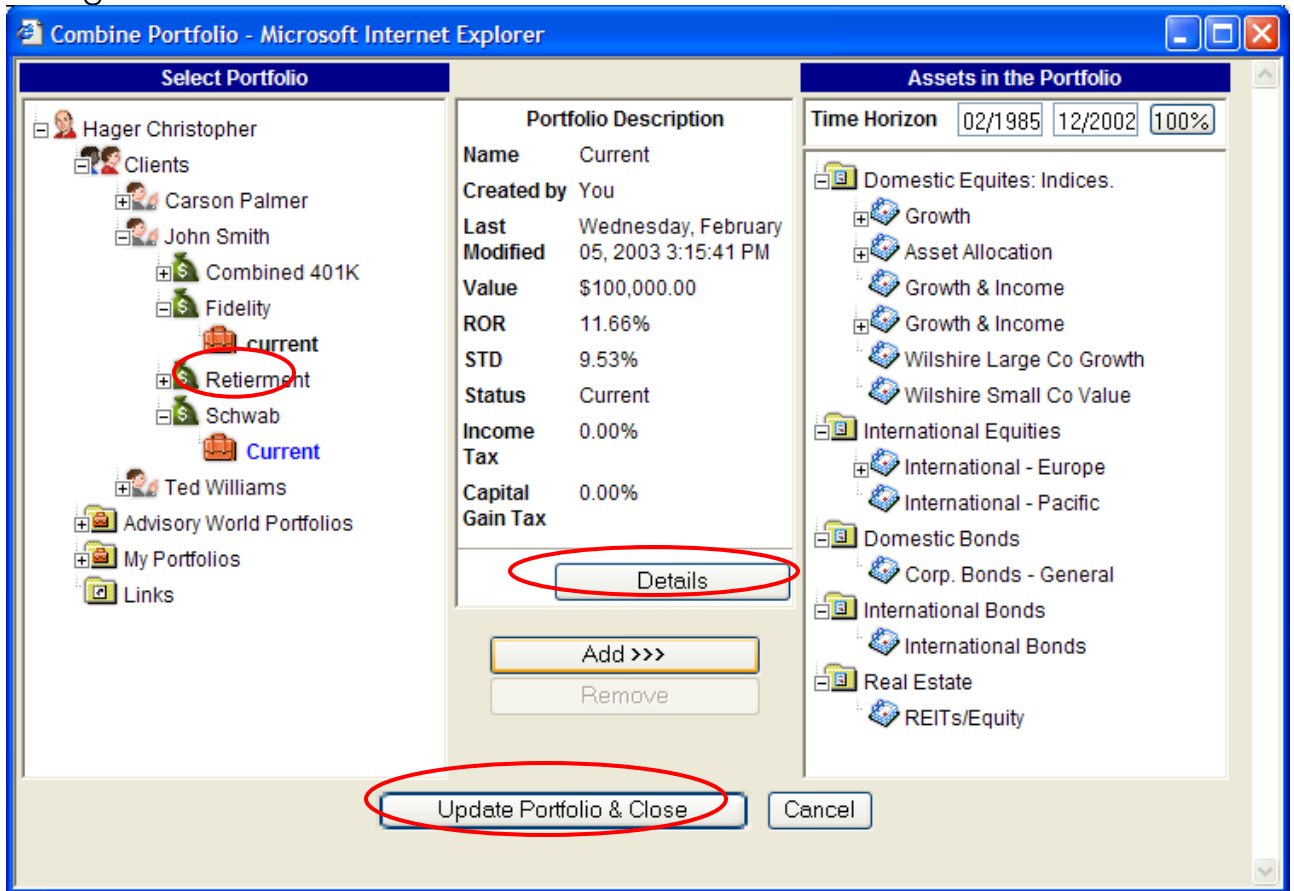 Combine Portfolio - Microsoft Internet Explorer
Select Portfolio
Hager Christopher
Clients
Carson Palmer
John Smith
Combined 401K
Fidelity
current
Retierment
Schwab
Current
Ted Williams
Advisory World Portfolios
My Portfolios
Links
Portfolio Description
Name Current
Created by You
Last Modified Wednesday, February
05, 2003 3:15:41 PM
Value $100,000.00
ROR 11.66%
STD 9.53%
Status Current
Income Tax 0.00%
Capital Gain Tax 0.00%
Details
Add >>>
Remove
Assets in the Portfolio
Time Horizon 02/1985 12/2002 100%
Domestic Equites: Indices.
Growth
Asset Allocation
Growth & Income
Growth & Income
Wilshire Large Co Growth
Wilshire Small Co Value
International Equities
International - Europe
International - Pacific
Domestic Bonds
Corp. Bonds - General
International Bonds
International Bonds
Real Estate
REITs/Equity
Update Portfolio & Close
Cancel